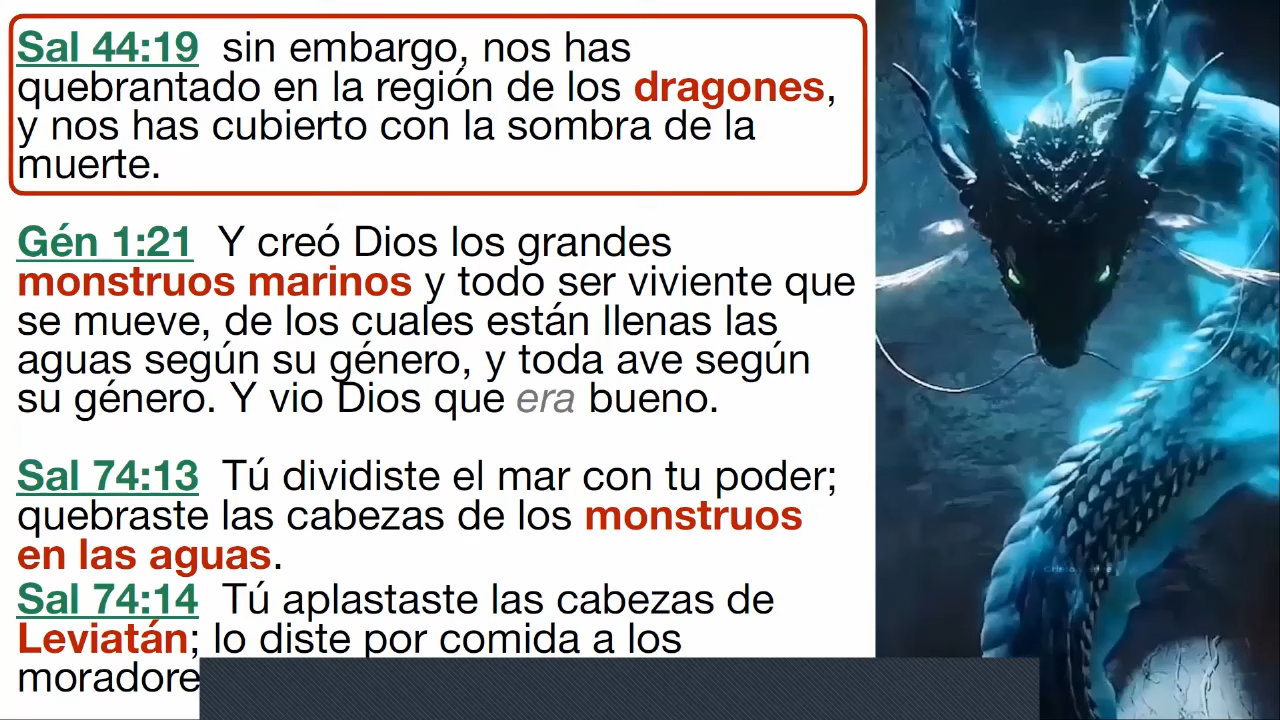 Sal 44:19 sin embargo, nos has
quebrantado en la región de los dragones,
y nos has cubierto con la sombra de la
muerte.
Gén 1:21 Y creó Dios los grandes
monstruos marinos y todo ser viviente que
se mueve, de los cuales están llenas las
aguas según su género, y toda ave según
su género. Y vio Dios que era bueno.
Sal 74:13 Tú dividiste el mar con tu poder;
quebraste las cabezas de los monstruos
en las aguas.
Sal 74:14 Tú aplastaste las cabezas de
Leviatán; lo diste por comida a los